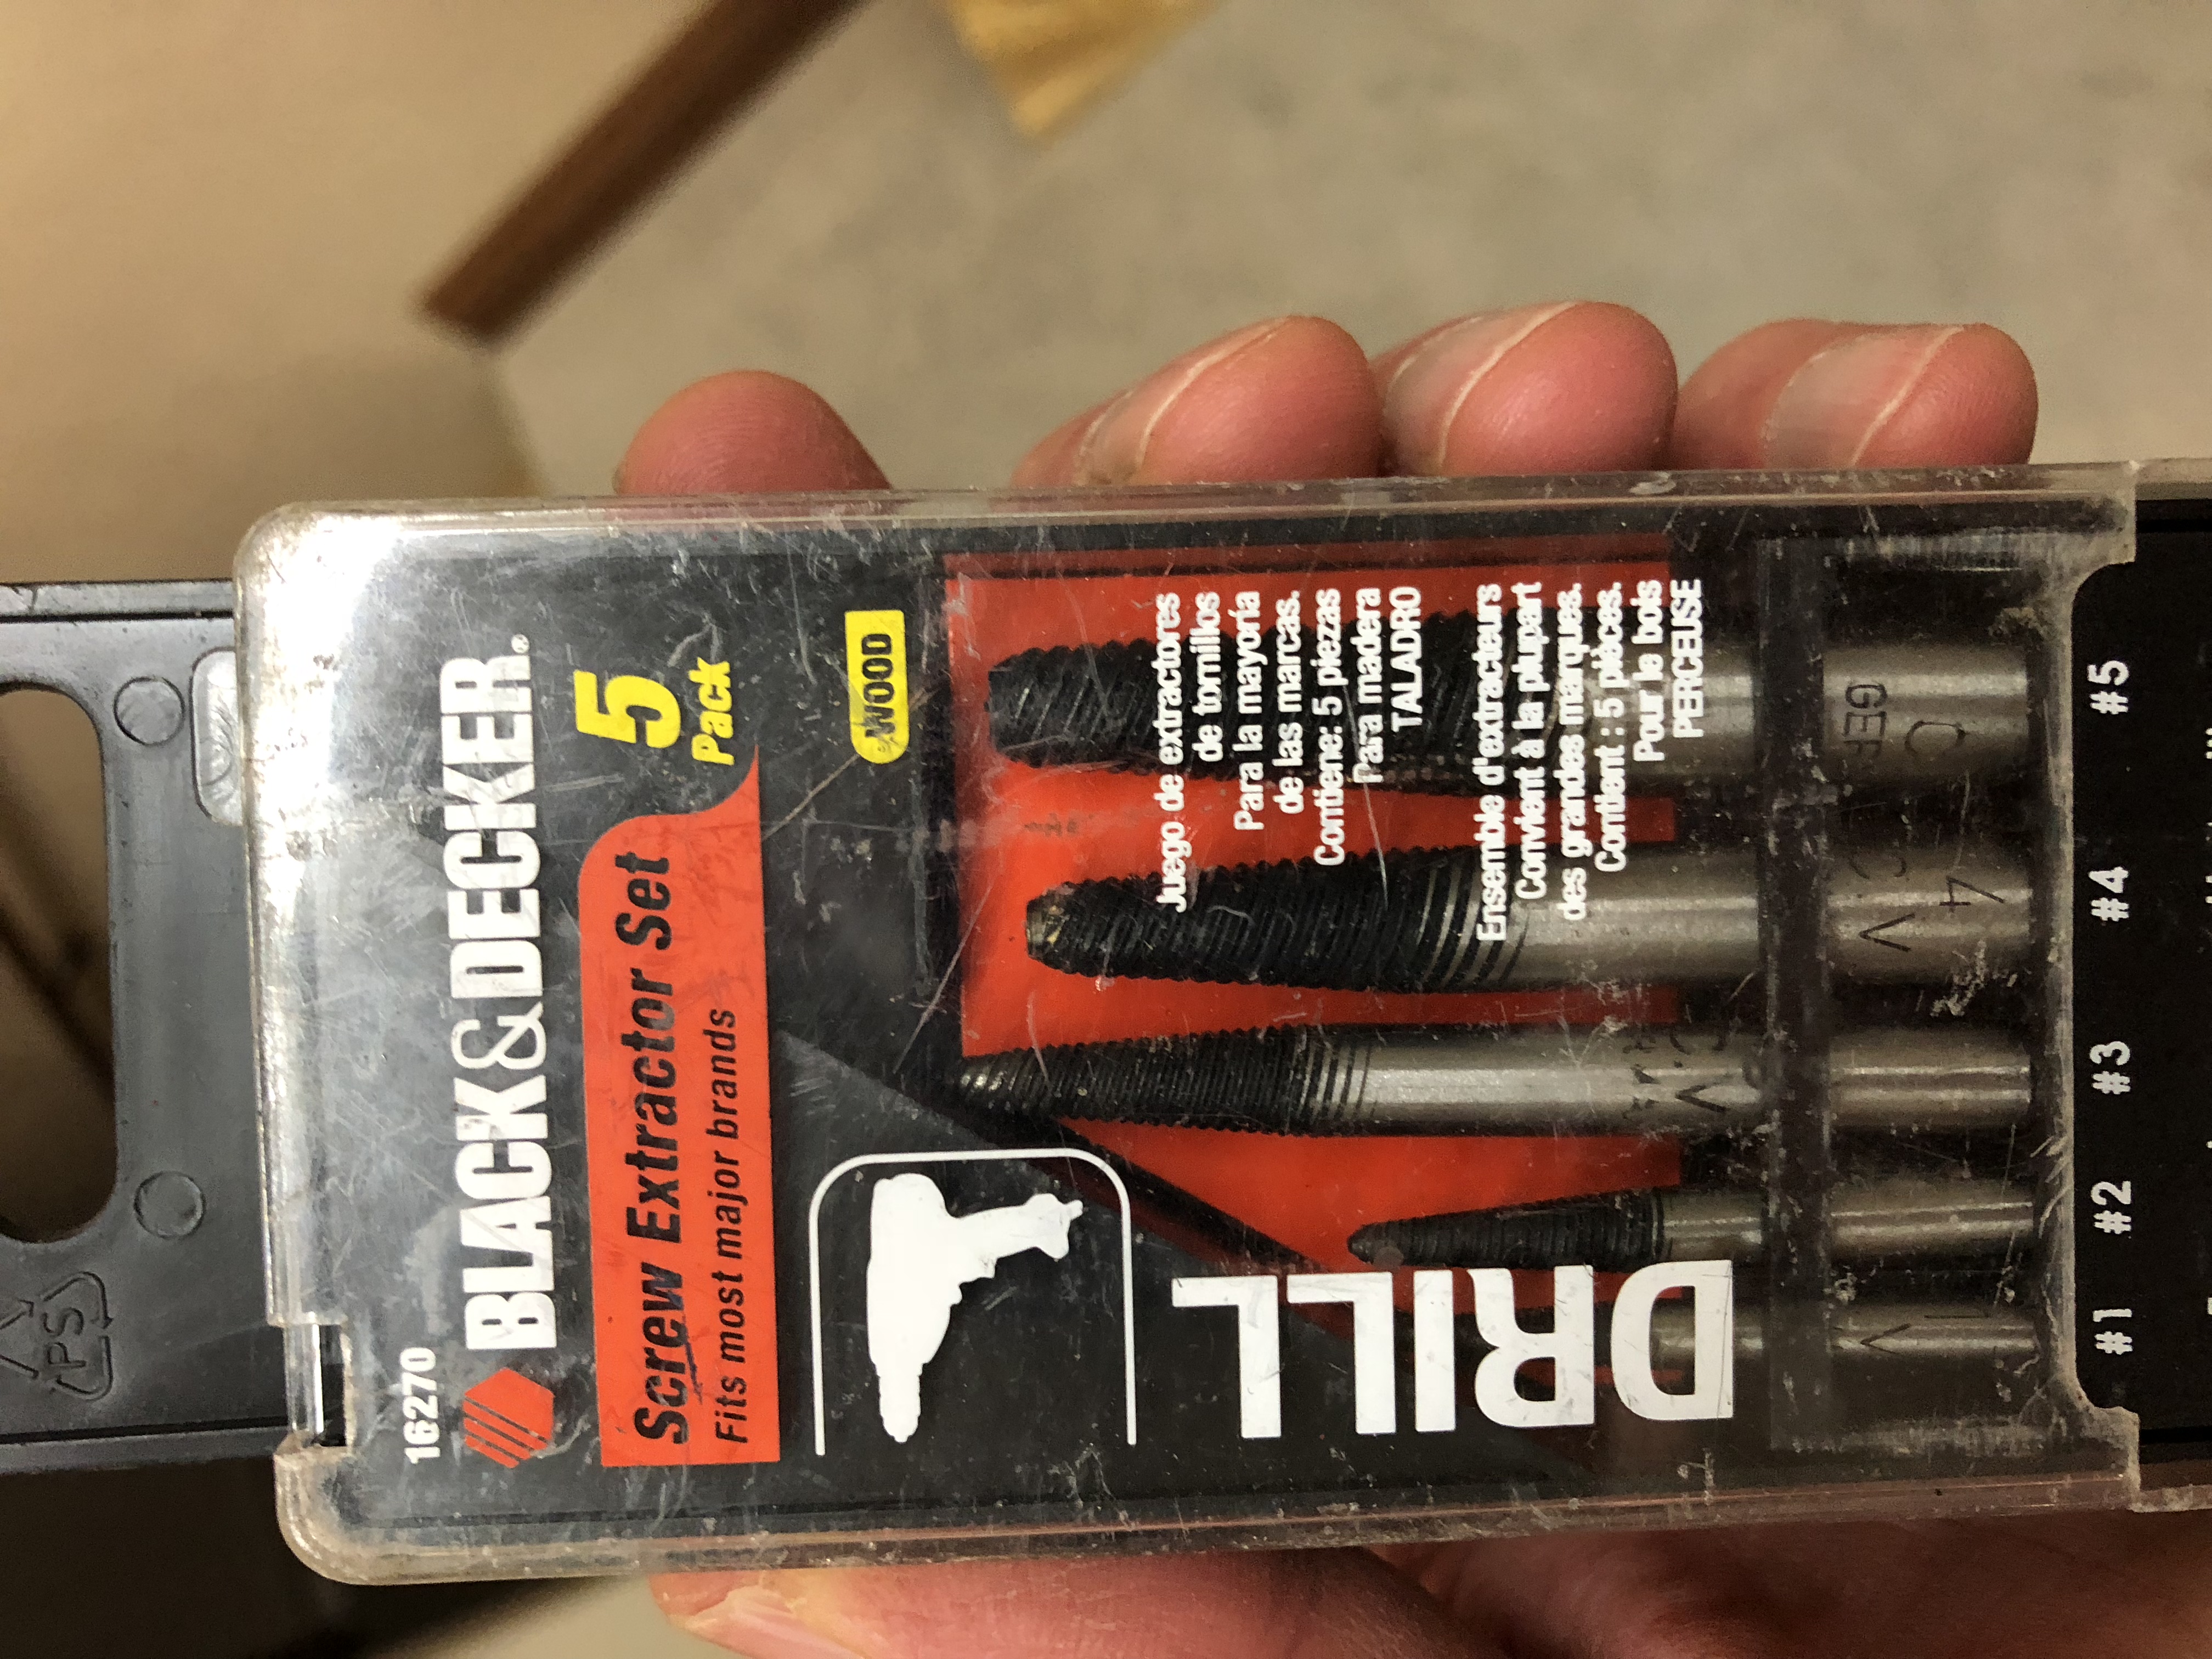 16270
BLACK&DECKER®
Screw Extractor Set
Fits most major brands
5
Pack
WOOD
Juego de extractores
de tornillos
Para la mayoría
de las marcas.
Contiene: 5 piezas
Para madera
TALADRO
Ensemble d'extracteurs
Convient à la plupart
des grandes marques.
Contient : 5 pièces.
Pour le bois
PERCEUSE
DRILL
#1 #2 #3 #4 #5
PS
4
C.V